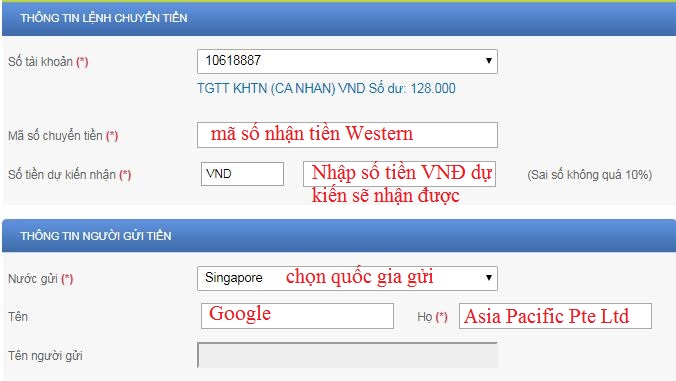 THÔNG TIN LỆNH CHUYỂN TIỀN
Số tài khoản (*) 10618887
TGTT KHTN (CA NHAN) VND Số dư: 128.000
Mã số chuyển tiền (*) mã số nhận tiền Western
Số tiền dự kiến nhận (*) VND Nhập số tiền VNĐ dự (Sai số không quá 10%)
kiến sẽ nhận được
THÔNG TIN NGƯỜI GỬI TIỀN
Nước gửi (*) Singapore chọn quốc gia gửi
Tên Google Họ (*) Asia Pacific Pte Ltd
Tên người gửi